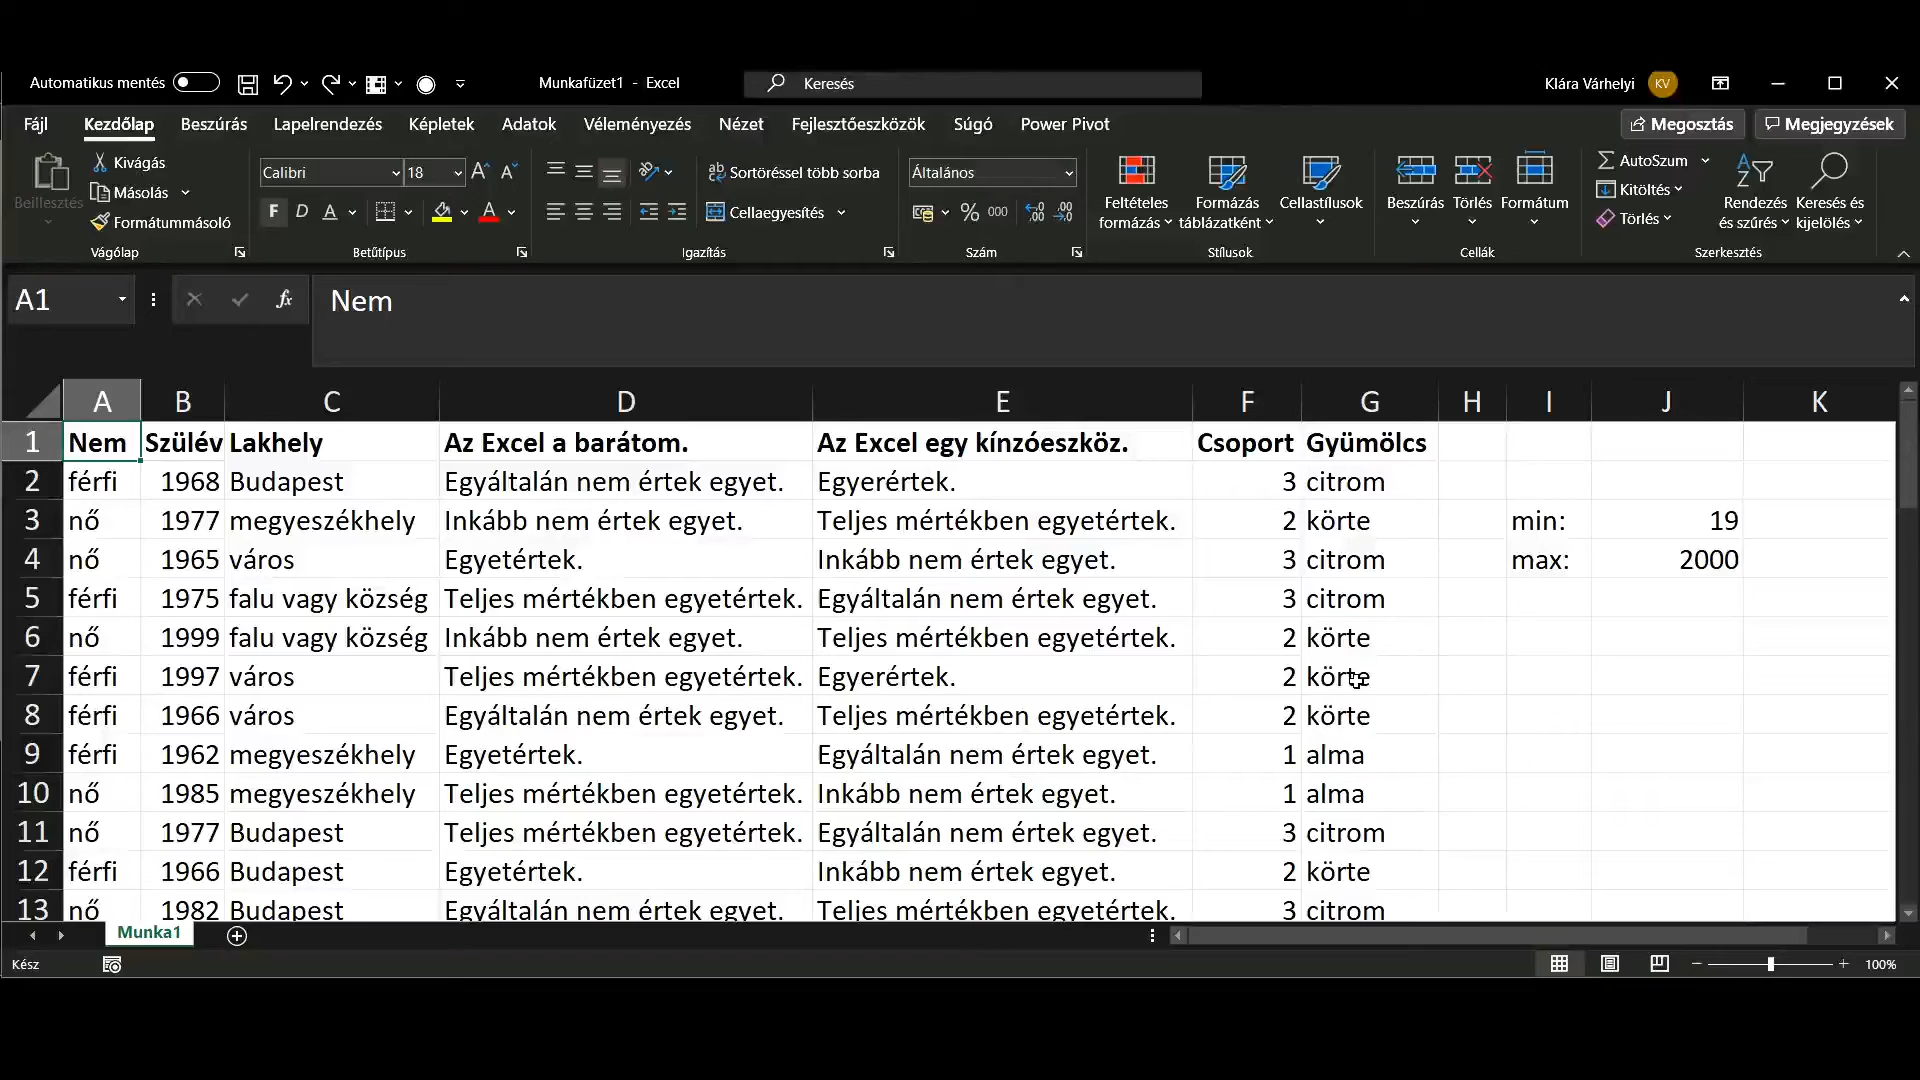 Automatikus mentés Munkafüzet1 - Excel Keresés Klára Várhelyi KV
Fájl Kezdőlap Beszúrás Lapelrendezés Képletek Adatok Véleményezés Nézet Fejlesztőeszközök Súgó Power Pivot Megosztás Megjegyzések
Beillesztés
Kivágás
Másolás
Formátummásoló
Vágólap
Calibri 18
F D A
Betűtípus
Sortöréssel több sorba
Cellaegyesítés
Igazítás
Általános
% 000
Szám
Feltételes formázás
Formázás táblázatként
Cellastílusok
Stílusok
Beszúrás Törlés Formátum
Cellák
AutoSzum
Kitöltés
Törlés
Rendezés és szűrés
Keresés és kijelölés
Szerkesztés
A1 fx Nem
A B C D E F G H I J K
1 Nem Szülév Lakhely Az Excel a barátom. Az Excel egy kínzóeszköz. Csoport Gyümölcs
2 férfi 1968 Budapest Egyáltalán nem értek egyet. Egyerértek. 3 citrom
3 nő 1977 megyeszékhely Inkább nem értek egyet. Teljes mértékben egyetértek. 2 körte min: 19
4 nő 1965 város Egyetértek. Inkább nem értek egyet. 3 citrom max: 2000
5 férfi 1975 falu vagy község Teljes mértékben egyetértek. Egyáltalán nem értek egyet. 3 citrom
6 nő 1999 falu vagy község Inkább nem értek egyet. Teljes mértékben egyetértek. 2 körte
7 férfi 1997 város Teljes mértékben egyetértek. Egyerértek. 2 körte
8 férfi 1966 város Egyáltalán nem értek egyet. Teljes mértékben egyetértek. 2 körte
9 férfi 1962 megyeszékhely Egyetértek. Egyáltalán nem értek egyet. 1 alma
10 nő 1985 megyeszékhely Teljes mértékben egyetértek. Inkább nem értek egyet. 1 alma
11 nő 1977 Budapest Teljes mértékben egyetértek. Egyáltalán nem értek egyet. 3 citrom
12 férfi 1966 Budapest Egyetértek. Inkább nem értek egyet. 2 körte
13 nő 1982 Budapest Egyáltalán nem értek egyet. Teljes mértékben egyetértek. 3 citrom
Munka1
Kész 100%